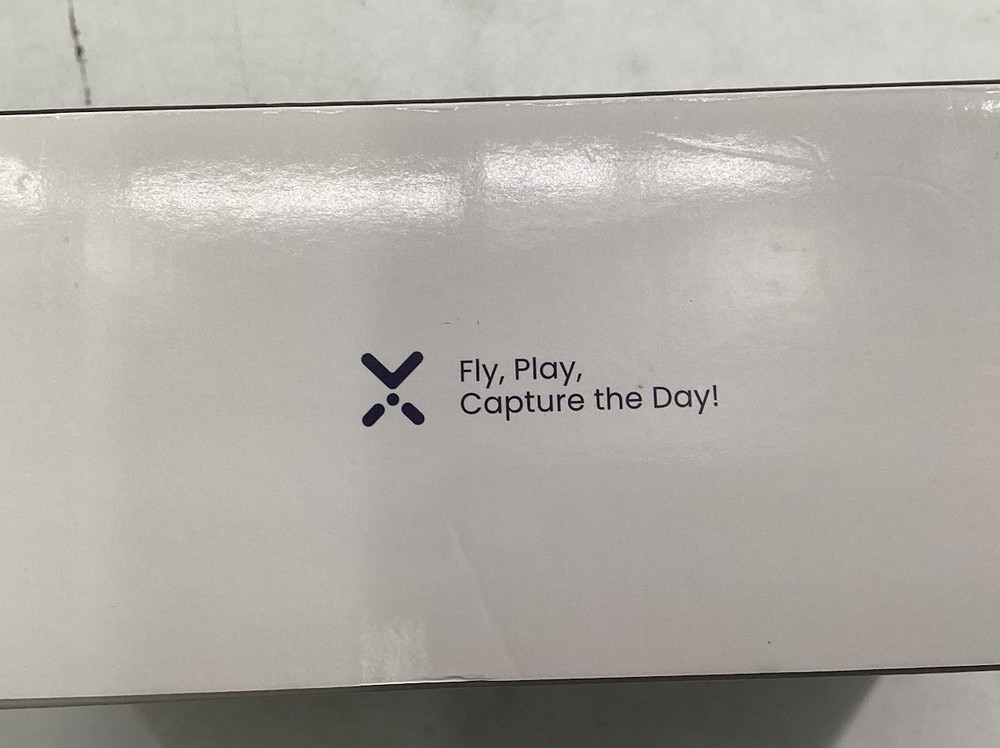 Fly, Play,
Capture the Day!